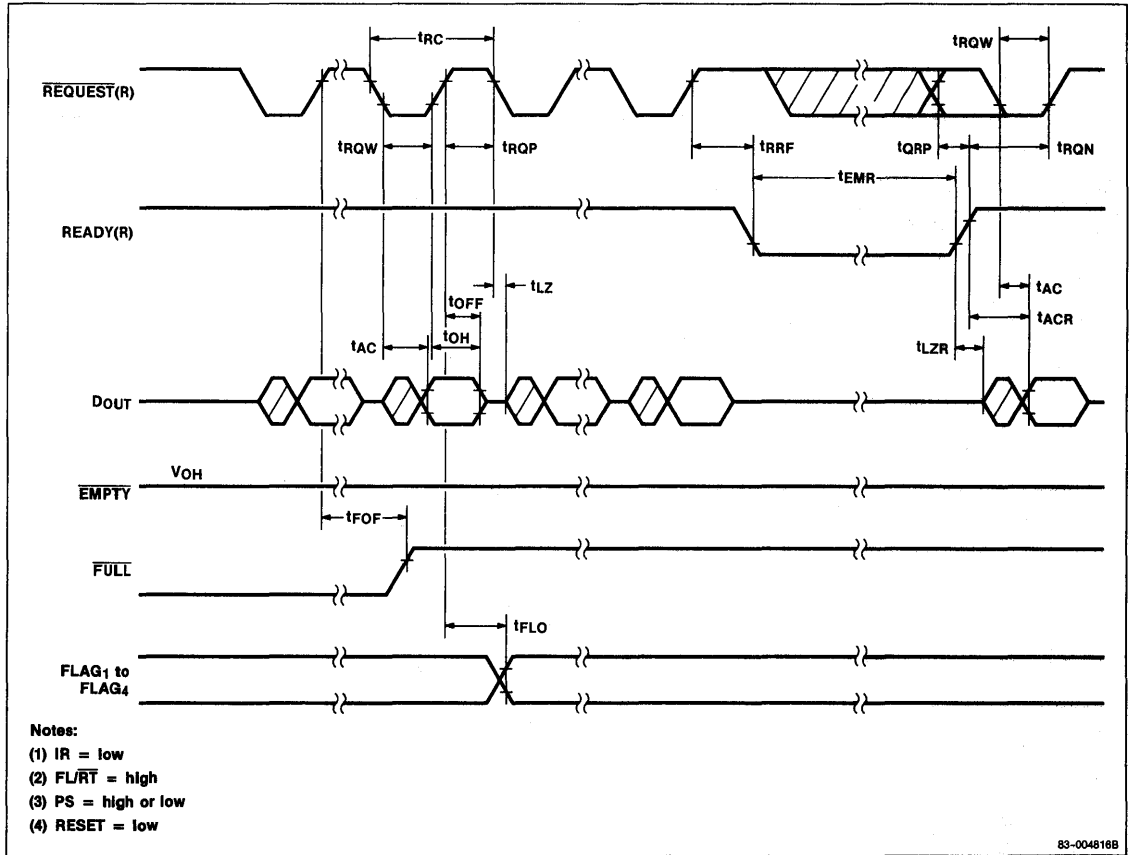 tRC
tRQW
REQUEST(R)
tRQW
tRQP
tRRF
tQRP
tRQN
tEMR
READY(R)
tLZ
tOFF
tAC
tAC
tOH
tACR
tLZR
DOUT
VOH
EMPTY
tFOF
FULL
tFLO
FLAG1 to
FLAG4
Notes:
(1) IR = low
(2) FL/RT = high
(3) PS = high or low
(4) RESET = low
83-004816B